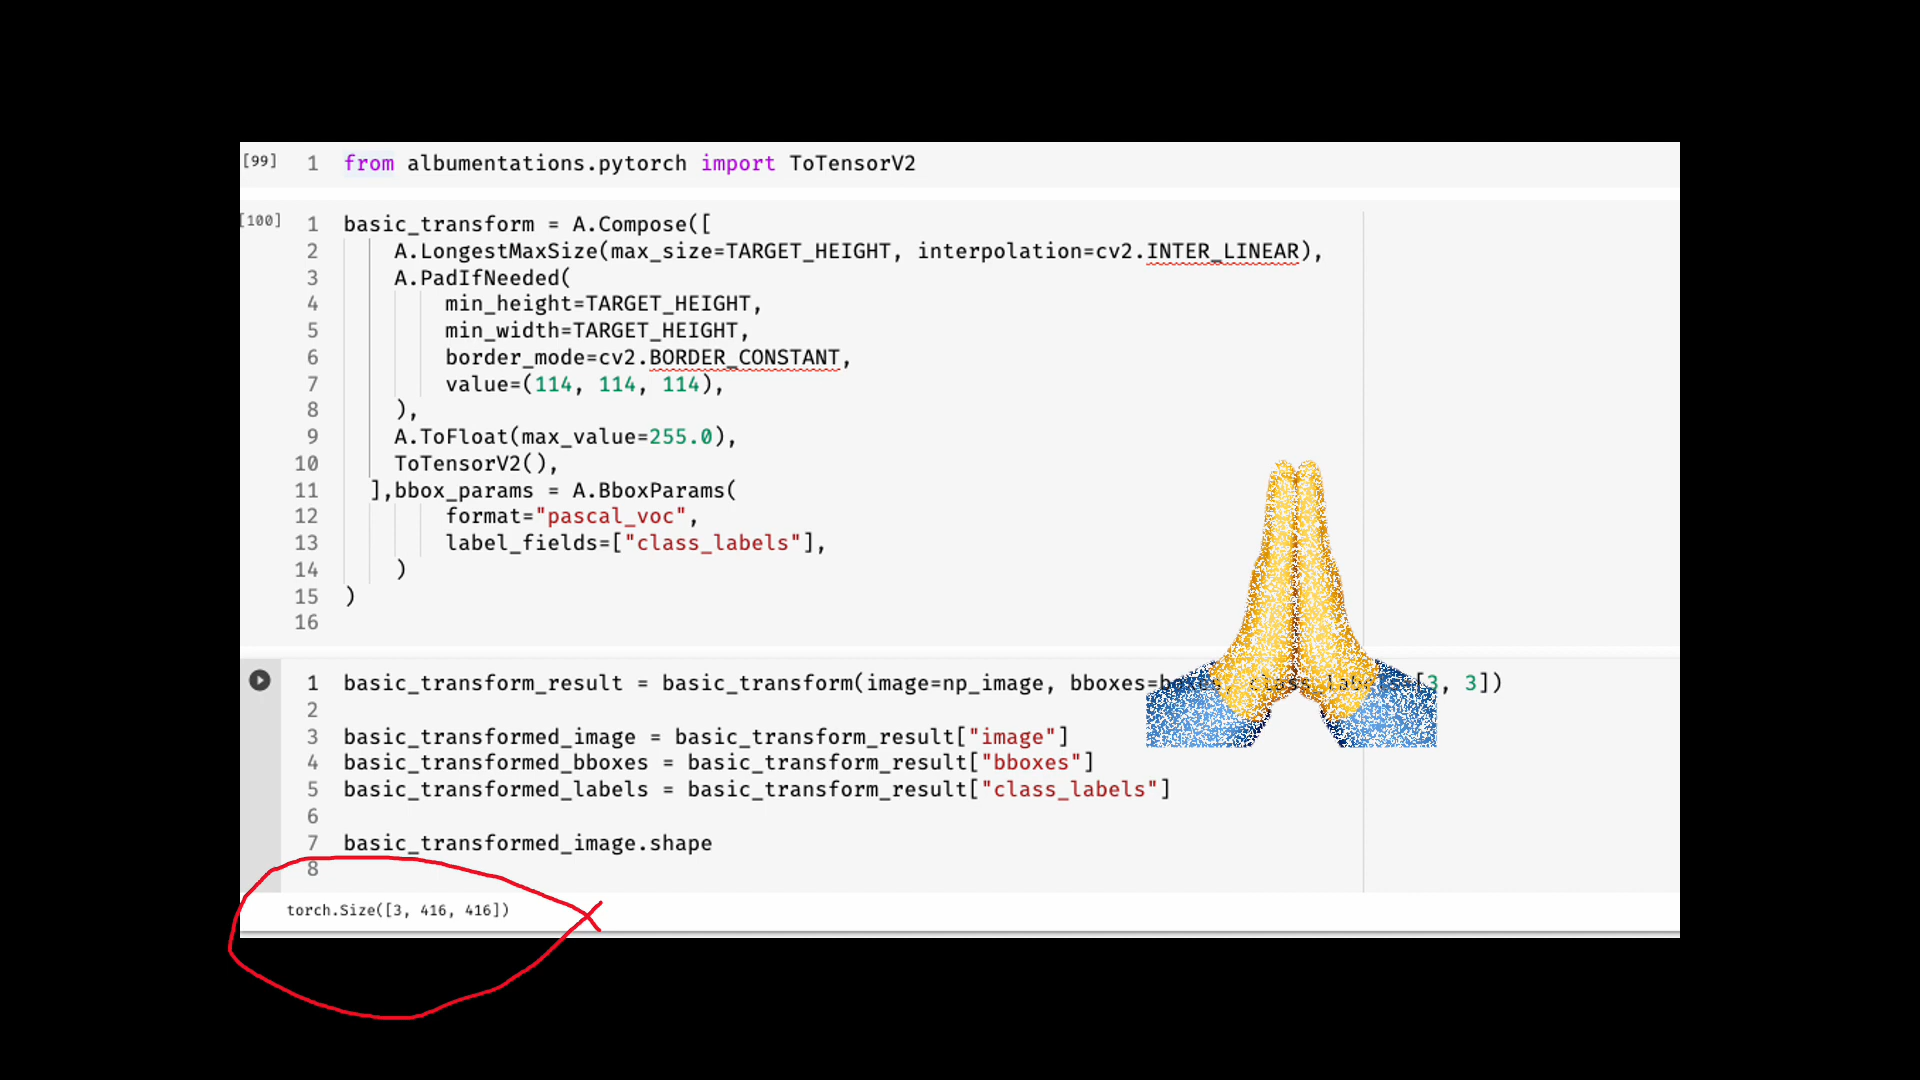 [99] 1 from albumentations.pytorch import ToTensorV2
[100] 1 basic_transform = A.Compose([
2 A.LongestMaxSize(max_size=TARGET_HEIGHT, interpolation=cv2.INTER_LINEAR),
3 A.PadIfNeeded(
4 min_height=TARGET_HEIGHT,
5 min_width=TARGET_HEIGHT,
6 border_mode=cv2.BORDER_CONSTANT,
7 value=(114, 114, 114),
8 ),
9 A.ToFloat(max_value=255.0),
10 ToTensorV2(),
11 ],bbox_params = A.BboxParams(
12 format="pascal_voc",
13 label_fields=["class_labels"],
14 )
15 )
16
1 basic_transform_result = basic_transform(image=np_image, bboxes=boxes, class_labels=[3, 3])
2
3 basic_transformed_image = basic_transform_result["image"]
4 basic_transformed_bboxes = basic_transform_result["bboxes"]
5 basic_transformed_labels = basic_transform_result["class_labels"]
6
7 basic_transformed_image.shape
8
torch.Size([3, 416, 416])